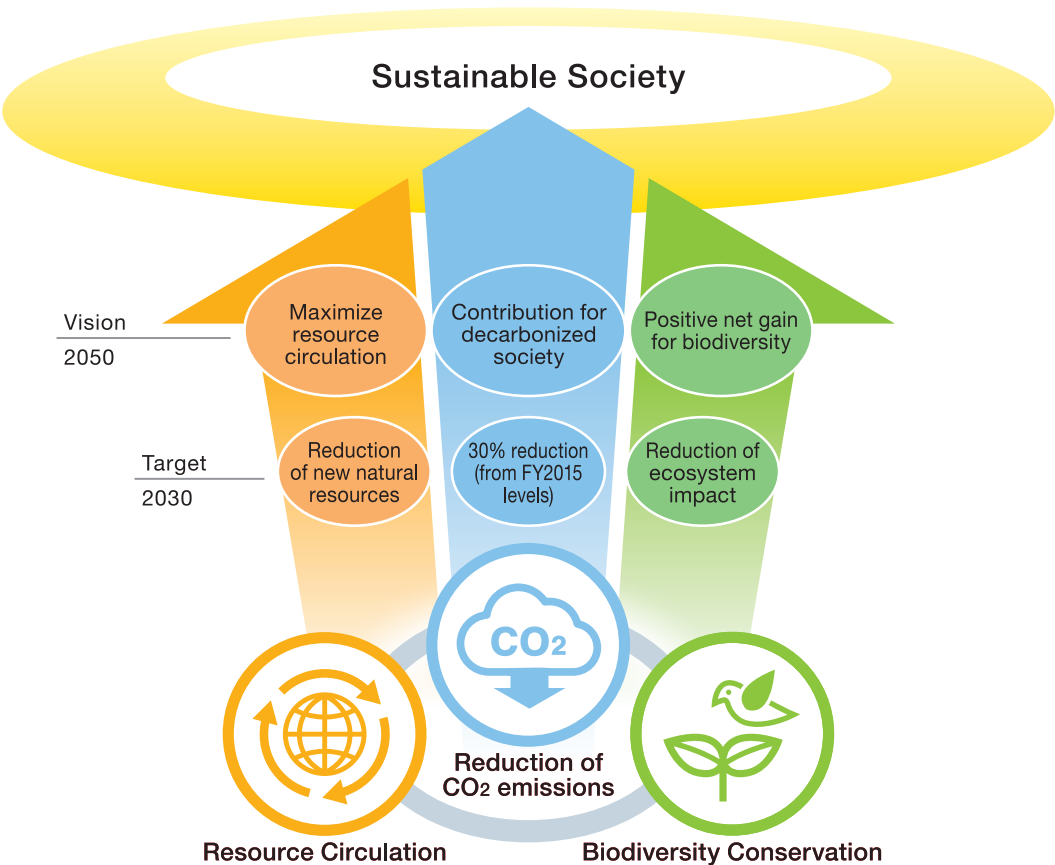 Sustainable Society
Vision
2050
Maximize
resource
circulation
Contribution for
decarbonized
society
Positive net gain
for biodiversity
Target
2030
Reduction
of new natural
resources
30% reduction
(from FY2015
levels)
Reduction of
ecosystem
impact
CO2
Reduction of
CO2 emissions
Resource Circulation
Biodiversity Conservation